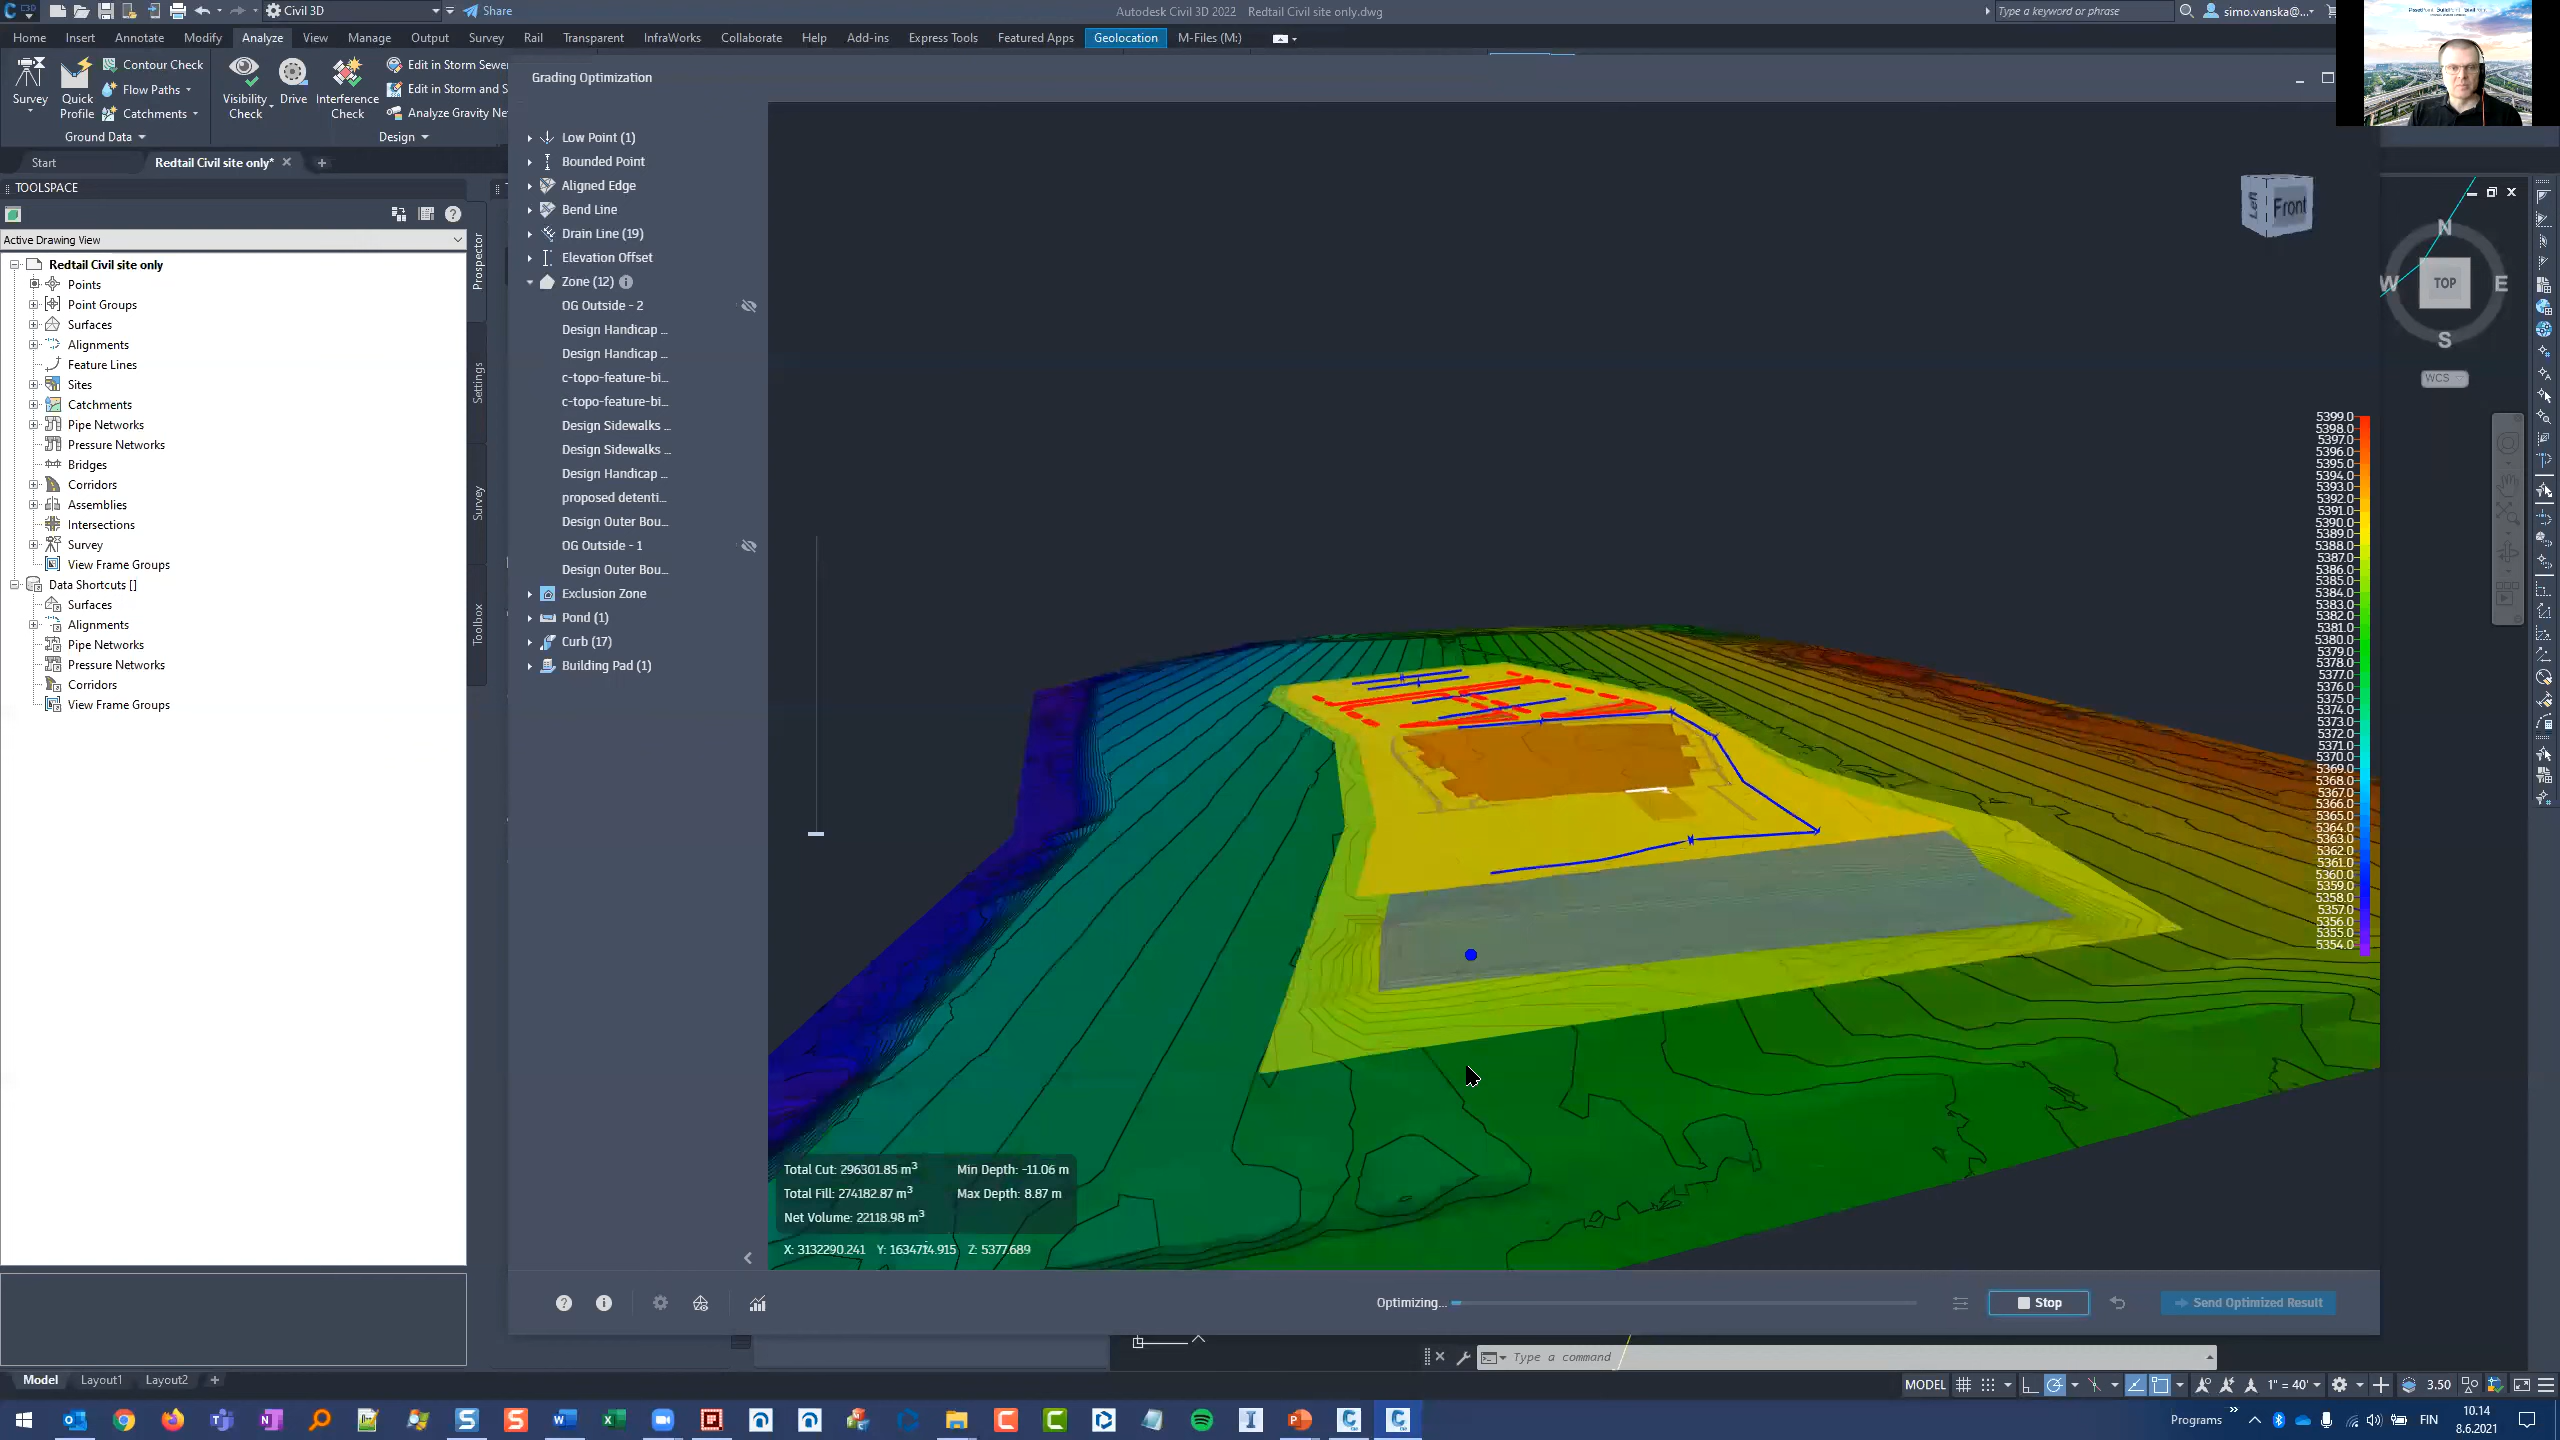 Civil 3D
Share
Autodesk Civil 3D 2022 Redtail Civil site only.dwg
Type a keyword or phrase
simo.vanska@...
Home Insert Annotate Modify Analyze View Manage Output Survey Rail Transparent InfraWorks Collaborate Help Add-ins Express Tools Featured Apps Geolocation M-Files (M:)
Survey
Quick Profile
Contour Check
Flow Paths
Catchments
Ground Data
Visibility Check
Drive
Interference Check
Edit in Storm Sewer
Edit in Storm and S
Analyze Gravity Ne
Design
Start
Redtail Civil site only*
TOOLSPACE
Active Drawing View
Redtail Civil site only
Points
Point Groups
Surfaces
Alignments
Feature Lines
Sites
Catchments
Pipe Networks
Pressure Networks
Bridges
Corridors
Assemblies
Intersections
Survey
View Frame Groups
Data Shortcuts []
Surfaces
Alignments
Pipe Networks
Pressure Networks
Corridors
View Frame Groups
Prospector
Settings
Survey
Toolbox
Grading Optimization
Low Point (1)
Bounded Point
Aligned Edge
Bend Line
Drain Line (19)
Elevation Offset
Zone (12)
OG Outside - 2
Design Handicap ...
Design Handicap ...
c-topo-feature-bi...
c-topo-feature-bi...
Design Sidewalks ...
Design Sidewalks ...
Design Handicap ...
proposed detenti...
Design Outer Bou...
OG Outside - 1
Design Outer Bou...
Exclusion Zone
Pond (1)
Curb (17)
Building Pad (1)
Left
Front
N
W
TOP
E
S
WCS
5399.0
5398.0
5397.0
5396.0
5395.0
5394.0
5393.0
5392.0
5391.0
5390.0
5389.0
5388.0
5387.0
5386.0
5385.0
5384.0
5383.0
5382.0
5381.0
5380.0
5379.0
5378.0
5377.0
5376.0
5375.0
5374.0
5373.0
5372.0
5371.0
5370.0
5369.0
5368.0
5367.0
5366.0
5365.0
5364.0
5363.0
5362.0
5361.0
5360.0
5359.0
5358.0
5357.0
5356.0
5355.0
5354.0
Total Cut: 296301.85 m³ Min Depth: -11.06 m
Total Fill: 274182.87 m³ Max Depth: 8.87 m
Net Volume: 22118.98 m³
X: 3132290.241 Y: 1634714.915 Z: 5377.689
Optimizing...
Stop
Send Optimized Result
Type a command
Model Layout1 Layout2
MODEL
1" = 40'
3.50
Programs
FIN
10.14
8.6.2021